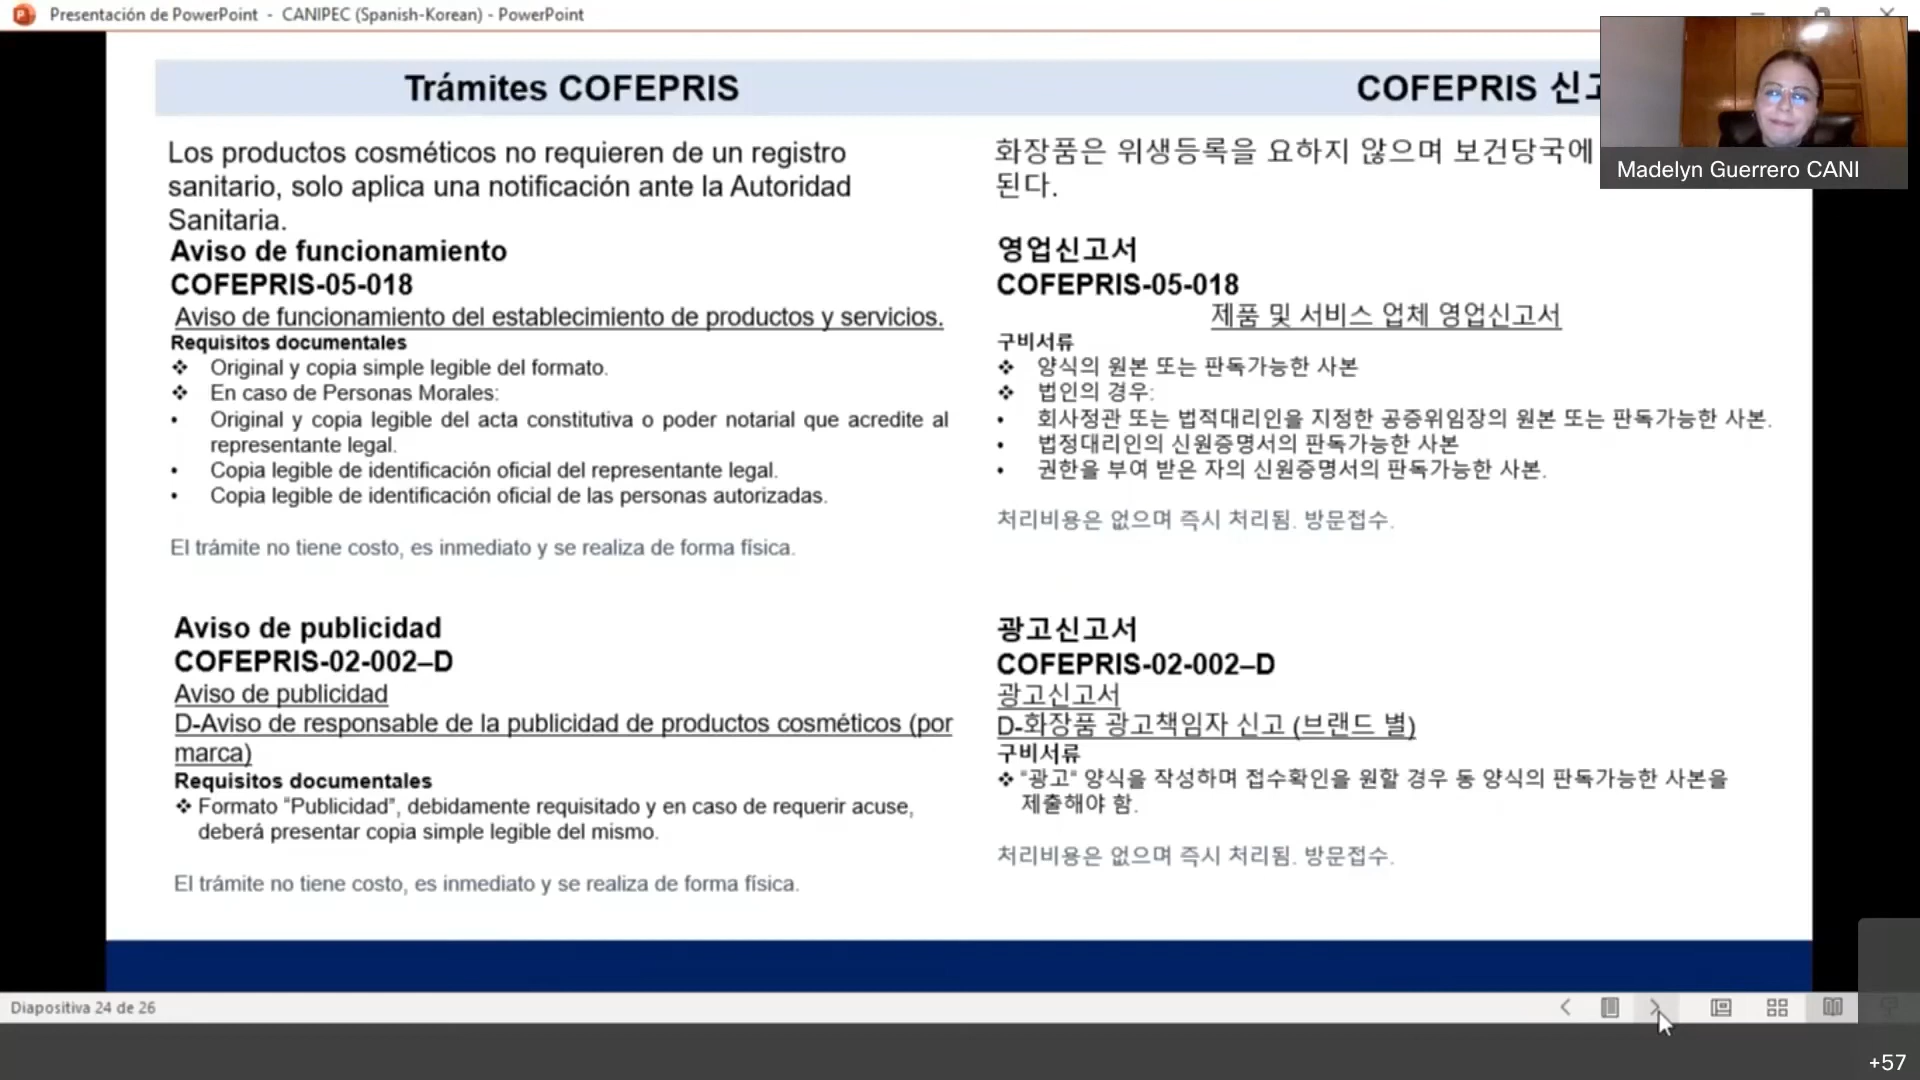 Presentación de PowerPoint - CANIPEC (Spanish-Korean) - PowerPoint
Trámites COFEPRIS
Los productos cosméticos no requieren de un registro
sanitario, solo aplica una notificación ante la Autoridad
Sanitaria.
Aviso de funcionamiento
COFEPRIS-05-018
Aviso de funcionamiento del establecimiento de productos y servicios.
Requisitos documentales
❖ Original y copia simple legible del formato.
❖ En caso de Personas Morales:
• Original y copia legible del acta constitutiva o poder notarial que acredite al
representante legal.
• Copia legible de identificación oficial del representante legal.
• Copia legible de identificación oficial de las personas autorizadas.
El trámite no tiene costo, es inmediato y se realiza de forma física.
Aviso de publicidad
COFEPRIS-02-002–D
Aviso de publicidad
D-Aviso de responsable de la publicidad de productos cosméticos (por
marca)
Requisitos documentales
❖ Formato “Publicidad”, debidamente requisitado y en caso de requerir acuse,
deberá presentar copia simple legible del mismo.
El trámite no tiene costo, es inmediato y se realiza de forma física.
COFEPRIS 신고
화장품은 위생등록을 요하지 않으며 보건당국에
된다.
영업신고서
COFEPRIS-05-018
제품 및 서비스 업체 영업신고서
구비서류
❖ 양식의 원본 또는 판독가능한 사본
❖ 법인의 경우:
• 회사정관 또는 법적대리인을 지정한 공증위임장의 원본 또는 판독가능한 사본.
• 법정대리인의 신원증명서의 판독가능한 사본
• 권한을 부여 받은 자의 신원증명서의 판독가능한 사본.
처리비용은 없으며 즉시 처리됨. 방문접수.
광고신고서
COFEPRIS-02-002–D
광고신고서
D-화장품 광고책임자 신고 (브랜드 별)
구비서류
❖ "광고" 양식을 작성하며 접수확인을 원할 경우 동 양식의 판독가능한 사본을
제출해야 함.
처리비용은 없으며 즉시 처리됨. 방문접수.
Madelyn Guerrero CANI
Diapositiva 24 de 26
+57